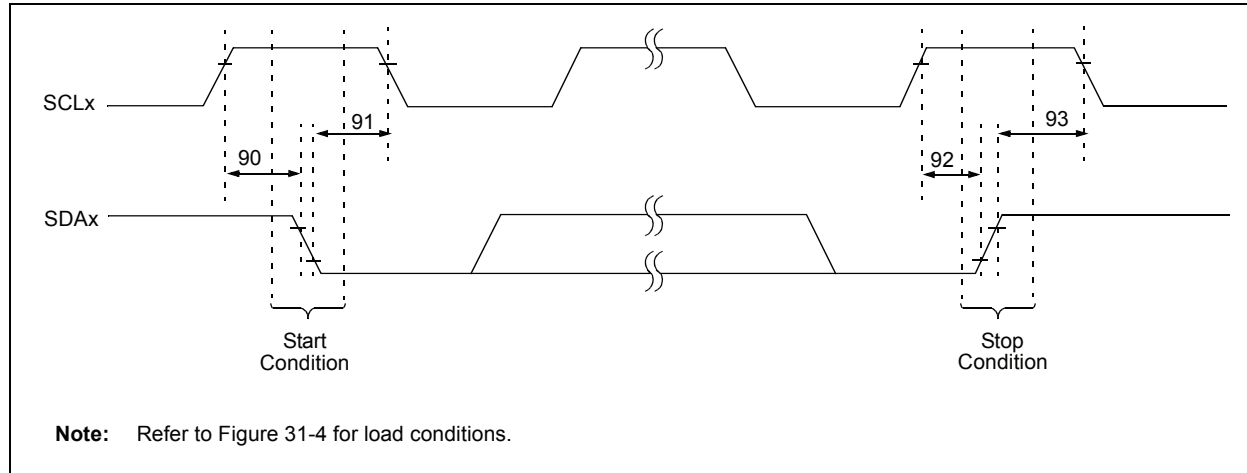 SCLx
91
93
90
92
SDAx
Start
Condition
Stop
Condition
Note: Refer to Figure 31-4 for load conditions.